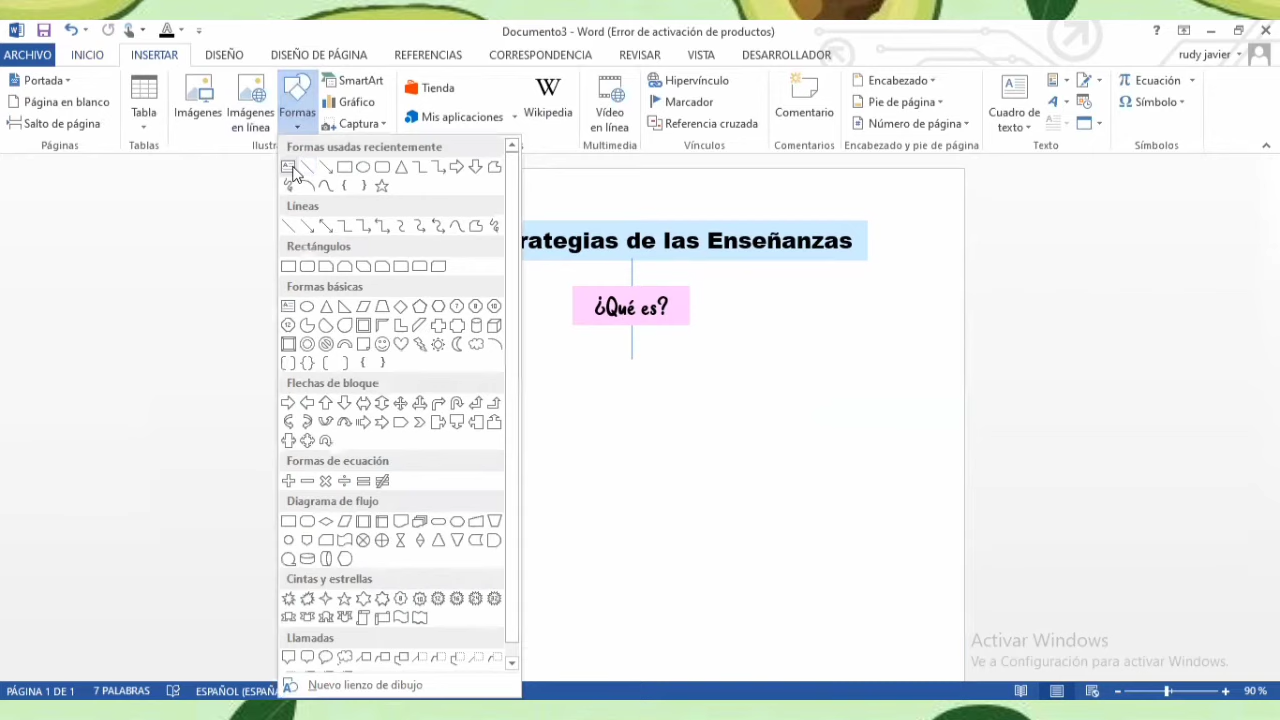 Documento3 - Word (Error de activación de productos)
ARCHIVO INICIO INSERTAR DISEÑO DISEÑO DE PÁGINA REFERENCIAS CORRESPONDENCIA REVISAR VISTA DESARROLLADOR rudy javier
Portada
Página en blanco
Salto de página
Páginas
Tabla
Tablas
Imágenes
Imágenes en línea
Formas
SmartArt
Gráfico
Captura
Ilustr
Tienda
Mis aplicaciones
Wikipedia
Vídeo en línea
Multimedia
Hipervínculo
Marcador
Referencia cruzada
Vínculos
Comentario
Comentarios
Encabezado
Pie de página
Número de página
Encabezado y pie de página
Cuadro de texto
Texto
Ecuación
Símbolo
Símbolos
Formas usadas recientemente
Líneas
Rectángulos
Formas básicas
Flechas de bloque
Formas de ecuación
Diagrama de flujo
Cintas y estrellas
Llamadas
Nuevo lienzo de dibujo
rategias de las Enseñanzas
¿Qué es?
Activar Windows
Ve a Configuración para activar Windows.
PÁGINA 1 DE 1 7 PALABRAS ESPAÑOL (ESPAÑ 90 %